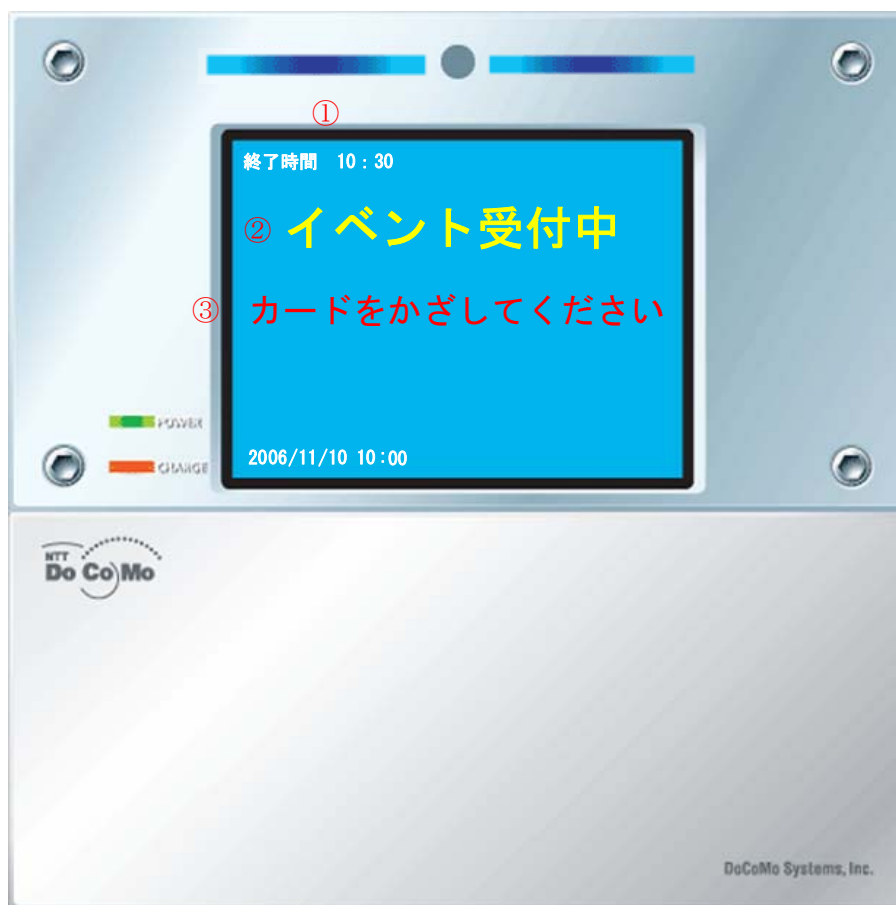 ①
終了時間 10：30
② イベント受付中
③ カードをかざしてください
POWER
CHARGE
2006/11/10 10:00
NTT
DoCoMo
DoCoMo Systems, Inc.